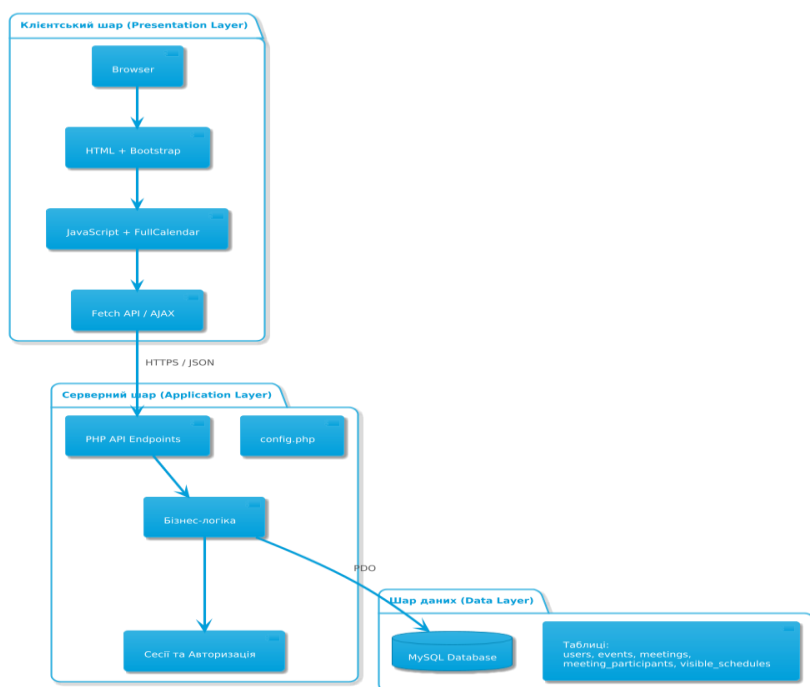 Клієнтський шар (Presentation Layer)
Browser
HTML + Bootstrap
JavaScript + FullCalendar
Fetch API / AJAX
HTTPS / JSON
Серверний шар (Application Layer)
PHP API Endpoints
config.php
Бізнес-логіка
PDO
Шар даних (Data Layer)
Сесії та Авторизація
MySQL Database
Таблиці:
users, events, meetings,
meeting_participants, visible_schedules